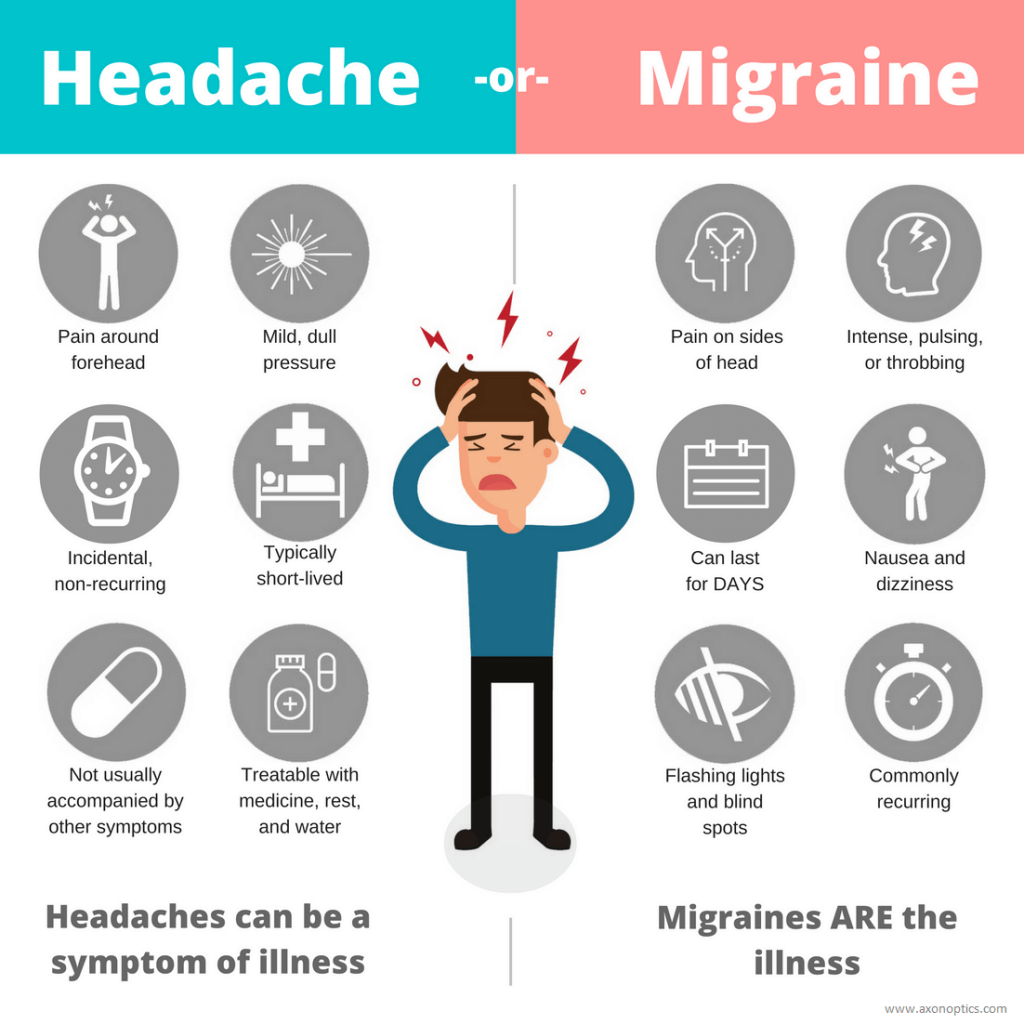 Headache -or- Migraine
Pain around
forehead
Mild, dull
pressure
Pain on sides
of head
Intense, pulsing,
or throbbing
Incidental,
non-recurring
Typically
short-lived
Can last
for DAYS
Nausea and
dizziness
Not usually
accompanied by
other symptoms
Treatable with
medicine, rest,
and water
Flashing lights
and blind
spots
Commonly
recurring
Headaches can be a
symptom of illness
Migraines ARE the
illness
www.axonoptics.com